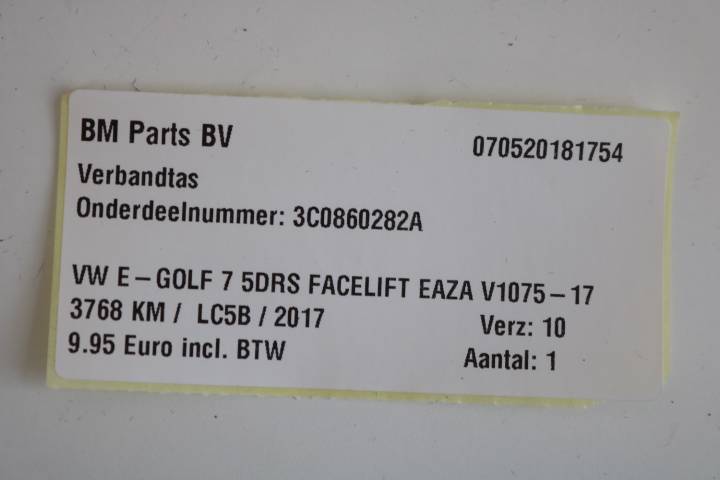 BM Parts BV 070520181754
Verbandtas
Onderdeelnummer: 3C0860282A
VW E-GOLF 7 5DRS FACELIFT EAZA V1075-17
3768 KM / LC5B / 2017 Verz: 10
9.95 Euro incl. BTW Aantal: 1